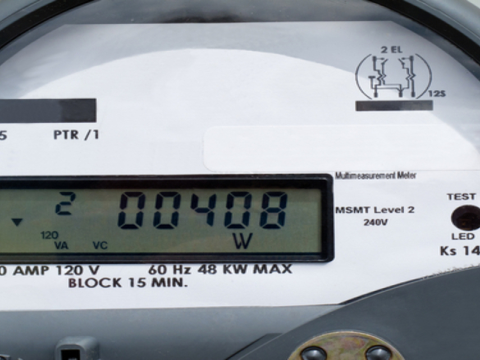 2 EL
12S
5 PTR /1
Multimeasurement Meter
2 00408
MSMT Level 2
240V
TEST
120
VA VC W
LED
0 AMP 120 V 60 Hz 48 KW MAX
Ks 14
BLOCK 15 MIN.